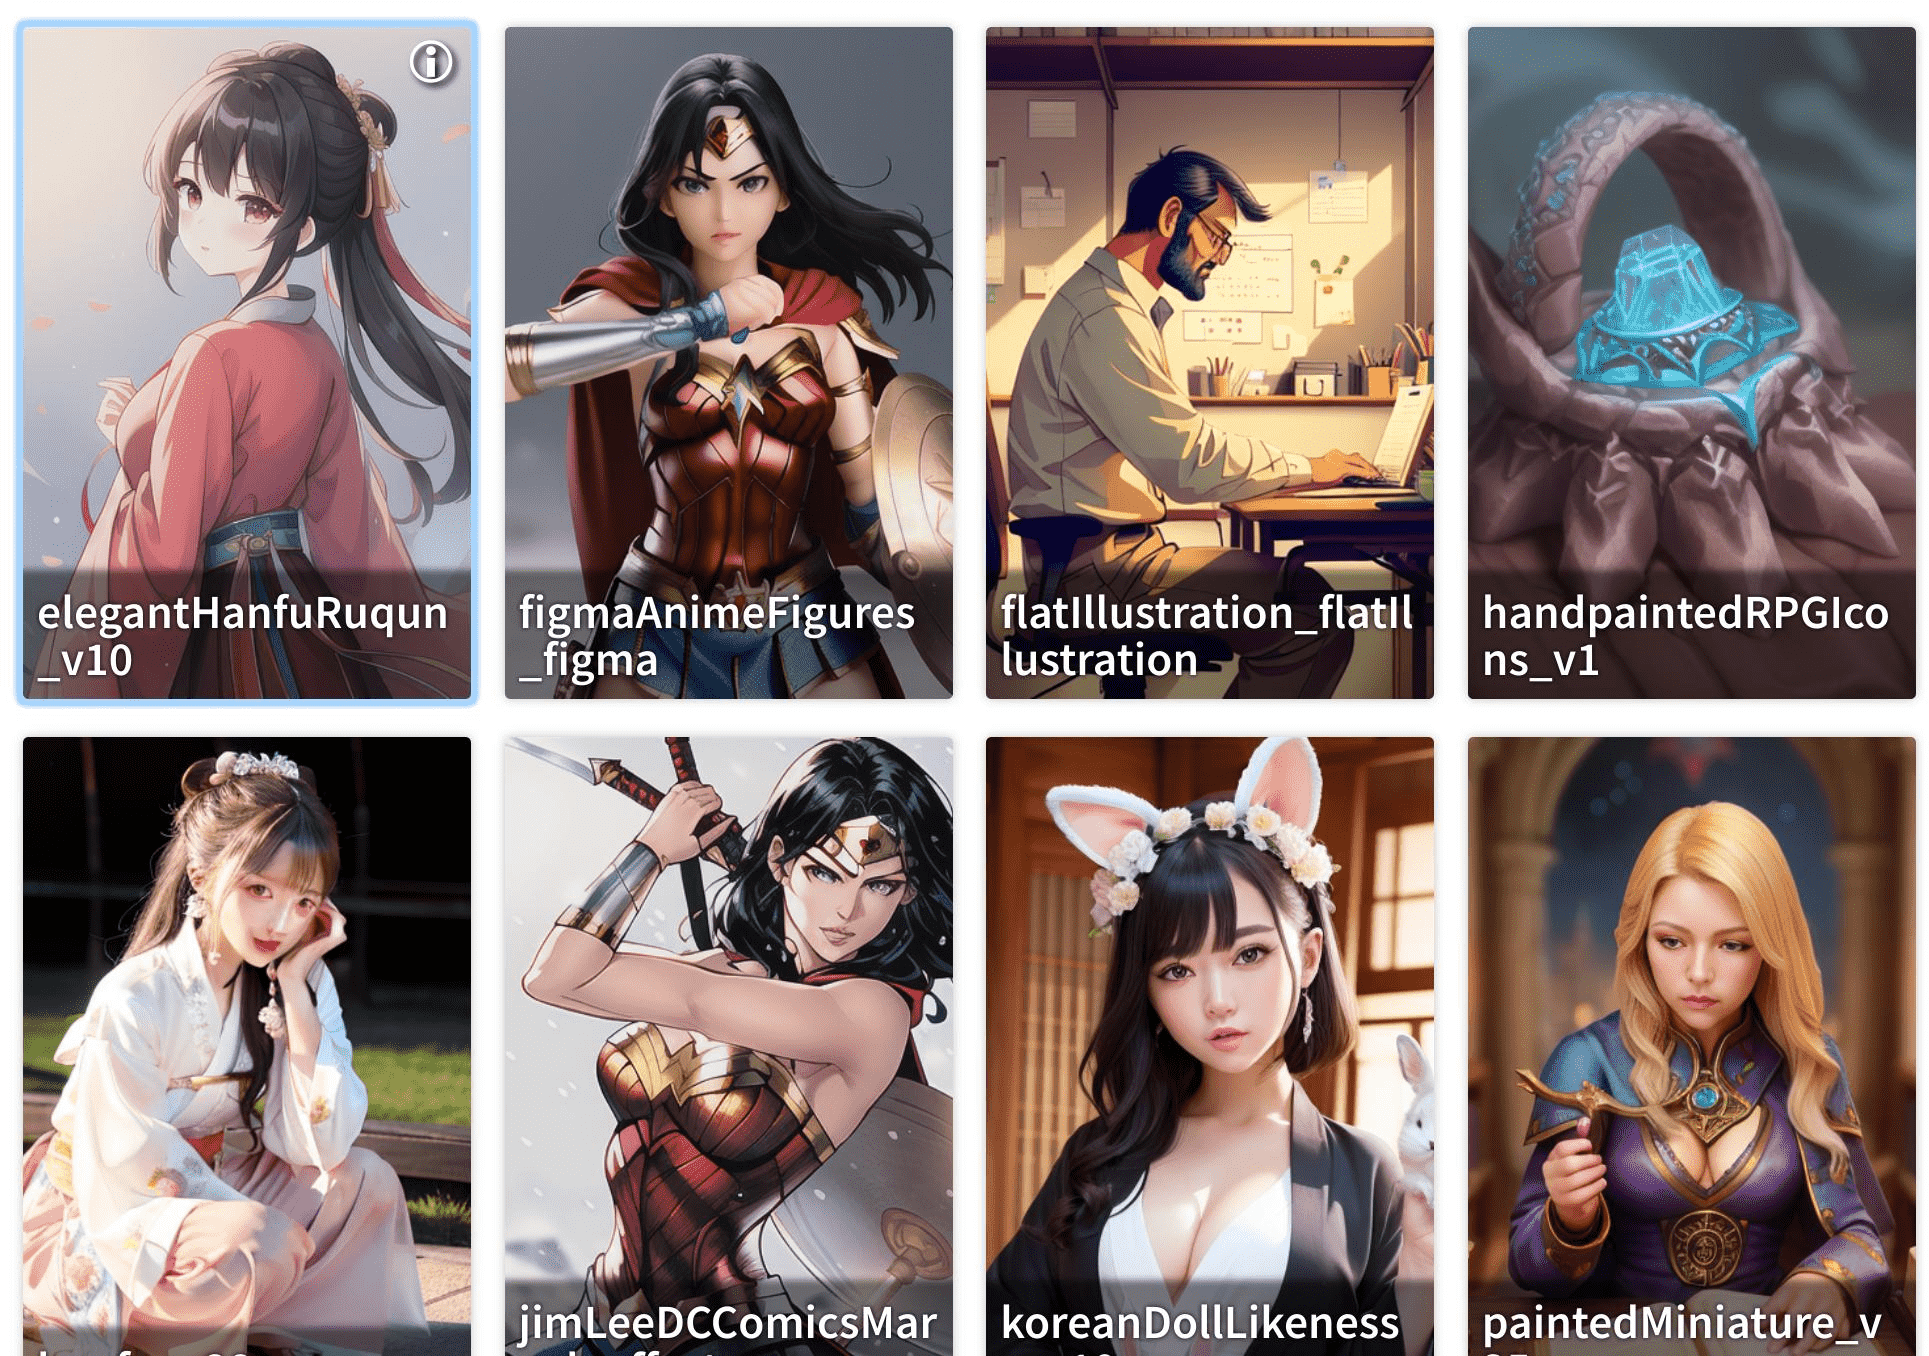 elegantHanfuRuqun
_v10
figmaAnimeFigures
_figma
flatIllustration_flatIl
lustration
handpaintedRPGIco
ns_v1
jimLeeDCComicsMar
koreanDollLikeness
paintedMiniature_v